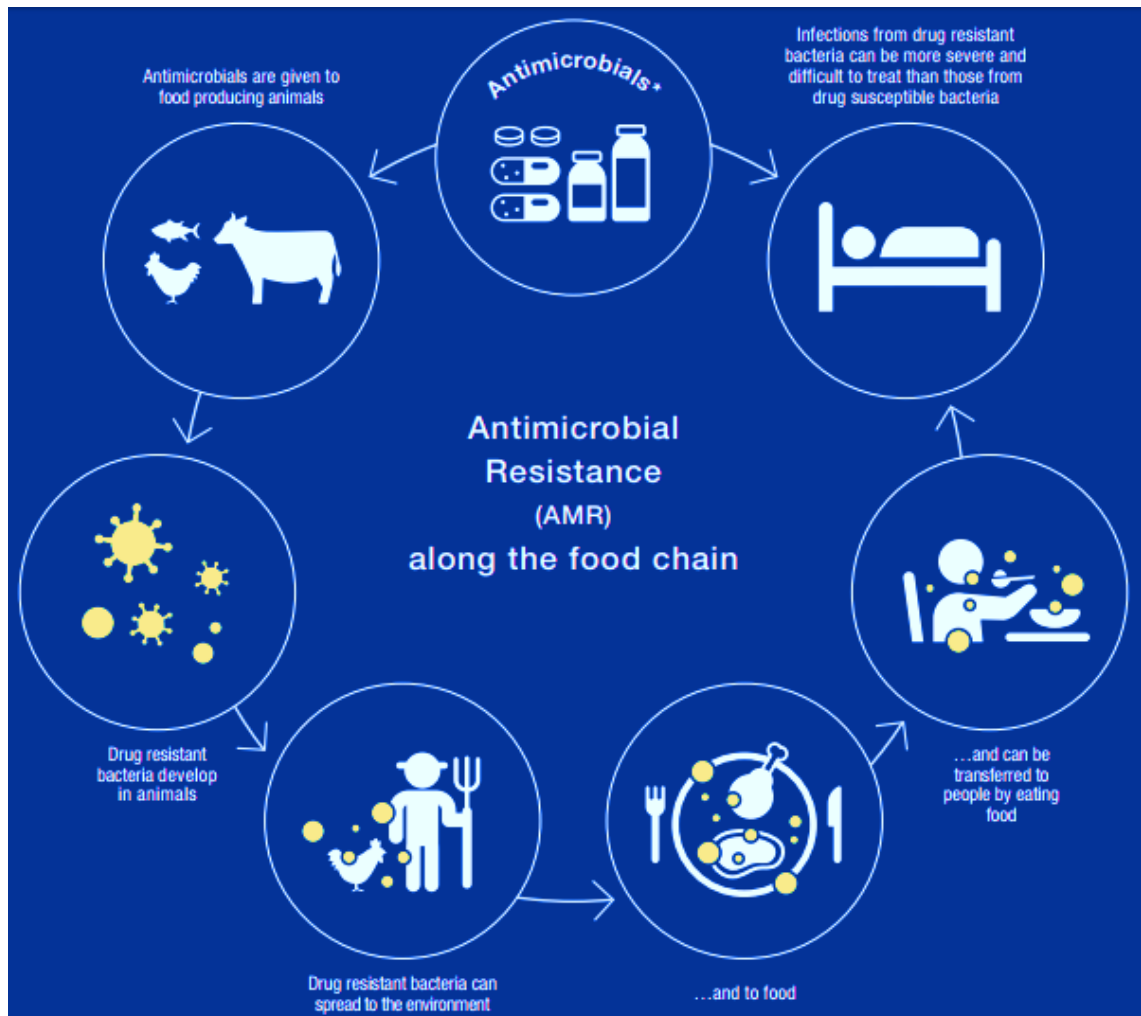 Antimicrobials*
Antimicrobials are given to
food producing animals
Drug resistant
bacteria develop
in animals
Drug resistant bacteria can
spread to the environment
...and to food
...and can be
transferred to
people by eating
food
Infections from drug resistant
bacteria can be more severe and
difficult to treat than those from
drug susceptible bacteria
Antimicrobial
Resistance
(AMR)
along the food chain